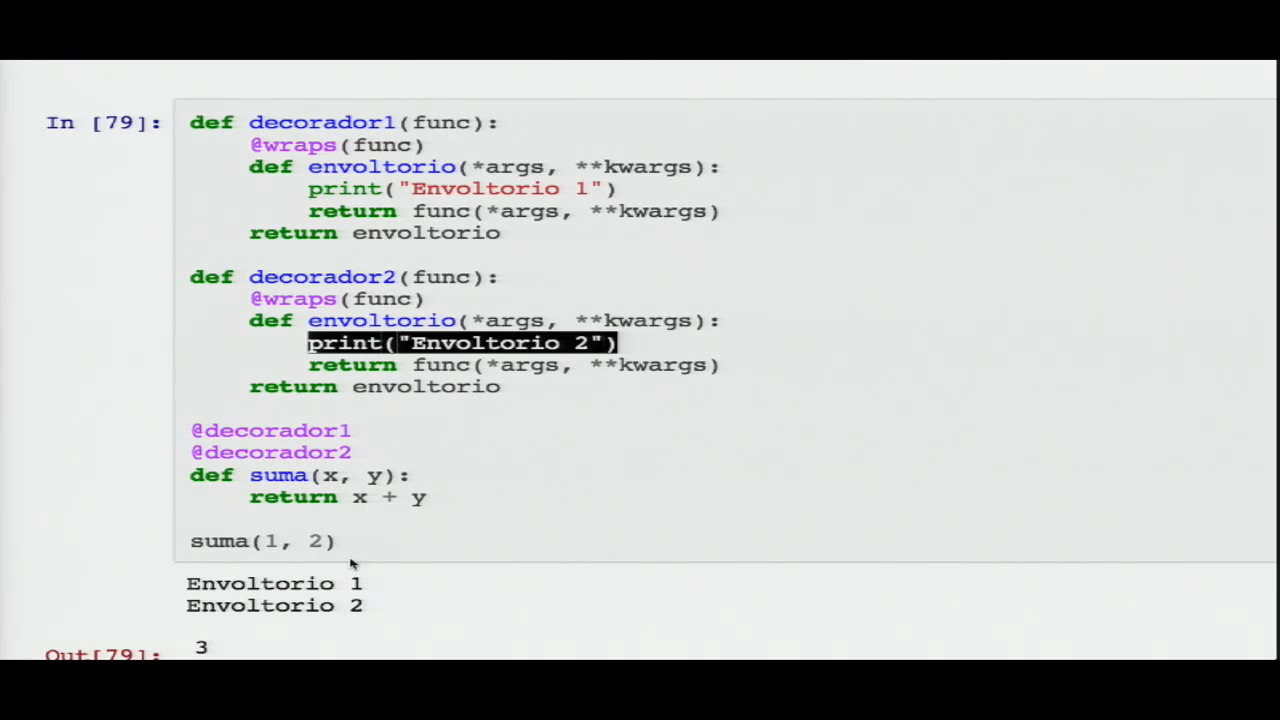 In [79]:
def decorador1(func):
    @wraps(func)
    def envoltorio(*args, **kwargs):
        print("Envoltorio 1")
        return func(*args, **kwargs)
    return envoltorio

def decorador2(func):
    @wraps(func)
    def envoltorio(*args, **kwargs):
        print("Envoltorio 2")
        return func(*args, **kwargs)
    return envoltorio

@decorador1
@decorador2
def suma(x, y):
    return x + y

suma(1, 2)
Envoltorio 1
Envoltorio 2
Out[79]:
3